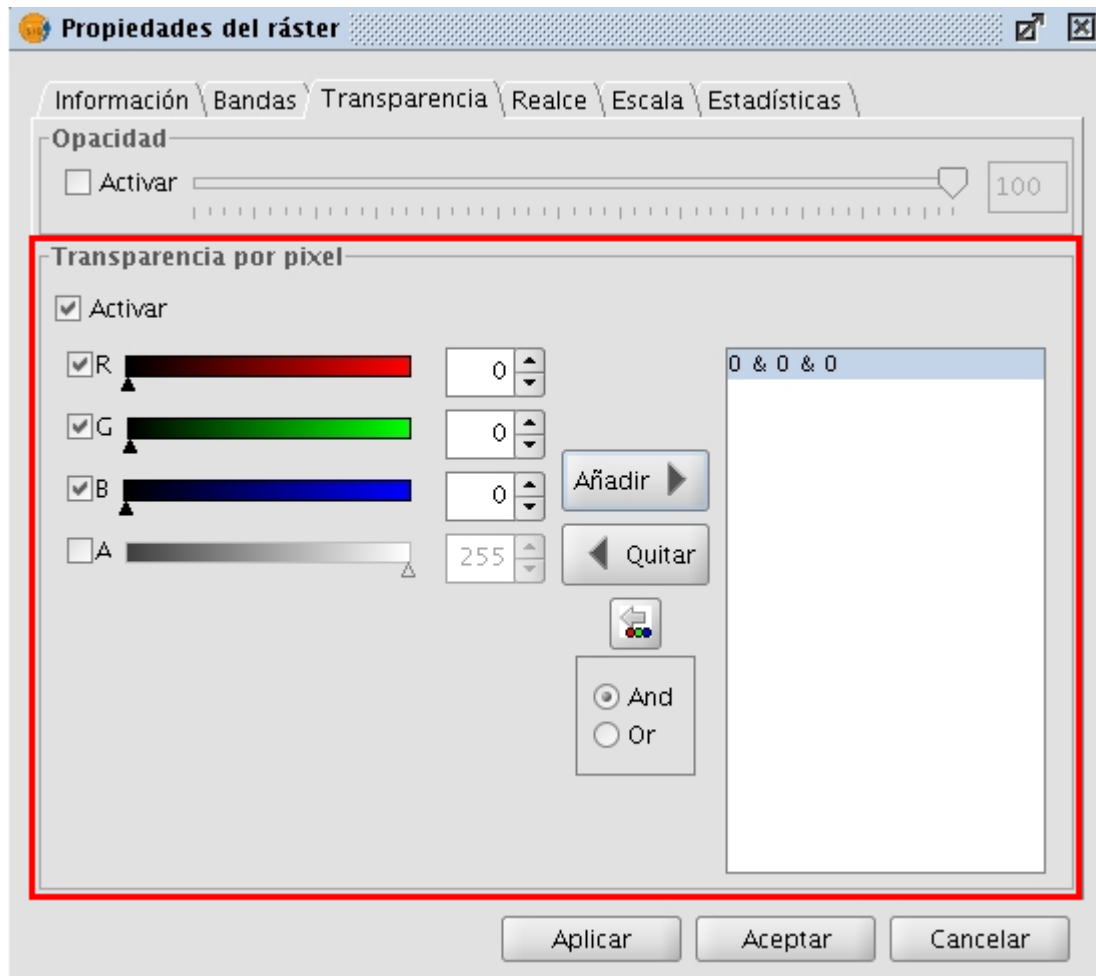 Propiedades del ráster
Información Bandas Transparencia Realce Escala Estadísticas
Opacidad
Activar 100
Transparencia por pixel
Activar
R 0
G 0
B 0
A 255
Añadir
Quitar
And
Or
0 & 0 & 0
Aplicar Aceptar Cancelar